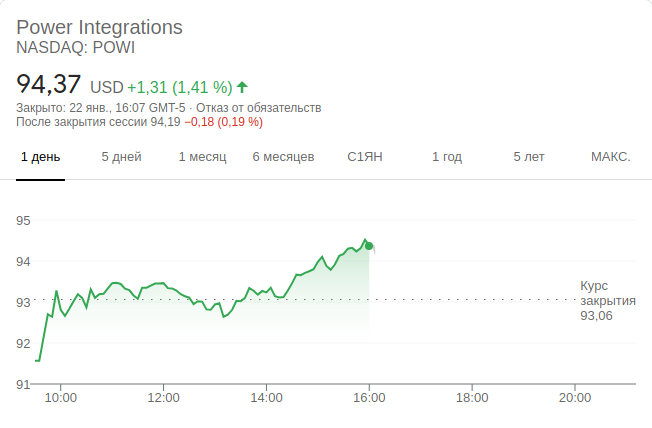 Power Integrations
NASDAQ: POWI
94,37 USD +1,31 (1,41 %)
Закрыто: 22 янв., 16:07 GMT-5 · Отказ от обязательств
После закрытия сессии 94,19 −0,18 (0,19 %)
1 день 5 дней 1 месяц 6 месяцев С1ЯН 1 год 5 лет МАКС.
95
94
93
92
91
Курс
закрытия
93,06
10:00 12:00 14:00 16:00 18:00 20:00